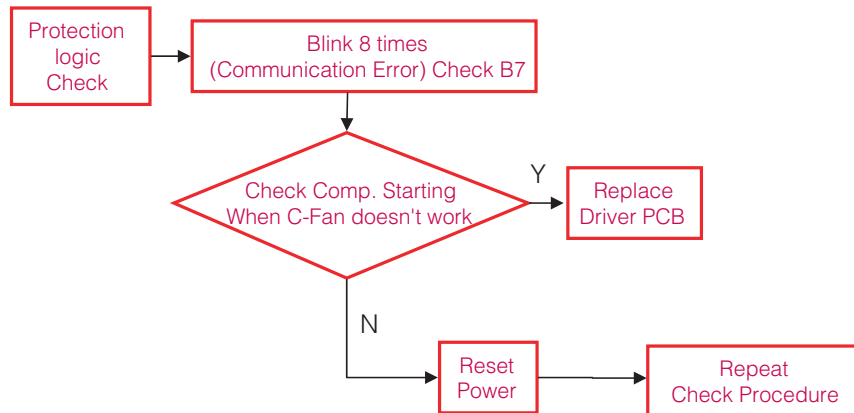 Protection
logic
Check
Blink 8 times
(Communication Error) Check B7
Check Comp. Starting
When C-Fan doesn't work
Y
Replace
Driver PCB
N
Reset
Power
Repeat
Check Procedure